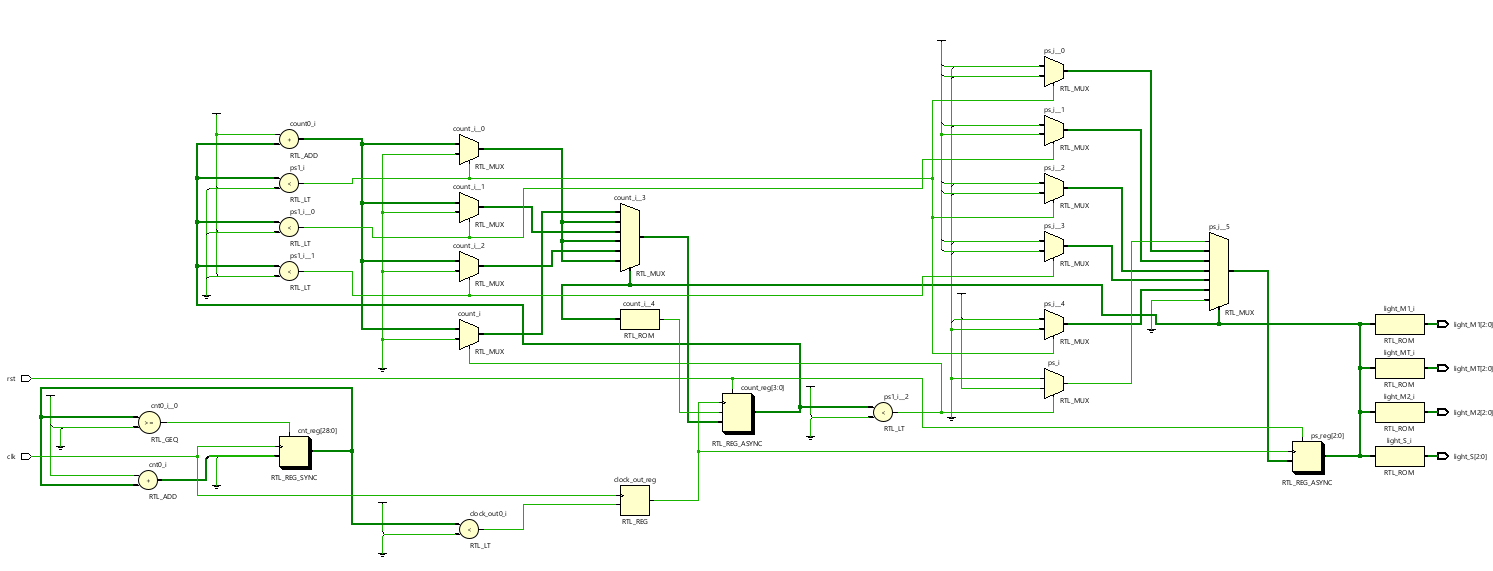 ps_i__0
RTL_MUX
ps_i__1
RTL_MUX
ps_i__2
RTL_MUX
ps_i__3
RTL_MUX
ps_i__4
RTL_MUX
ps_i
RTL_MUX
ps_i__5
RTL_MUX
count0_i
+
RTL_ADD
ps1_i
<
RTL_LT
ps1_i__0
<
RTL_LT
ps1_i__1
<
RTL_LT
count_i__0
RTL_MUX
count_i__1
RTL_MUX
count_i__2
RTL_MUX
count_i
RTL_MUX
count_i__3
RTL_MUX
count_i__4
RTL_ROM
light_M1_i
RTL_ROM
light_M1[2:0]
light_MT_i
RTL_ROM
light_MT[2:0]
light_M2_i
RTL_ROM
light_M2[2:0]
light_S_i
RTL_ROM
light_S[2:0]
rst
clk
cnt0_i__0
>=
RTL_GEQ
cnt0_i
+
RTL_ADD
cnt_reg[28:0]
RTL_REG_SYNC
clock_out0_i
<
RTL_LT
clock_out_reg
RTL_REG
count_reg[3:0]
RTL_REG_ASYNC
ps1_i__2
<
RTL_LT
ps_reg[2:0]
RTL_REG_ASYNC